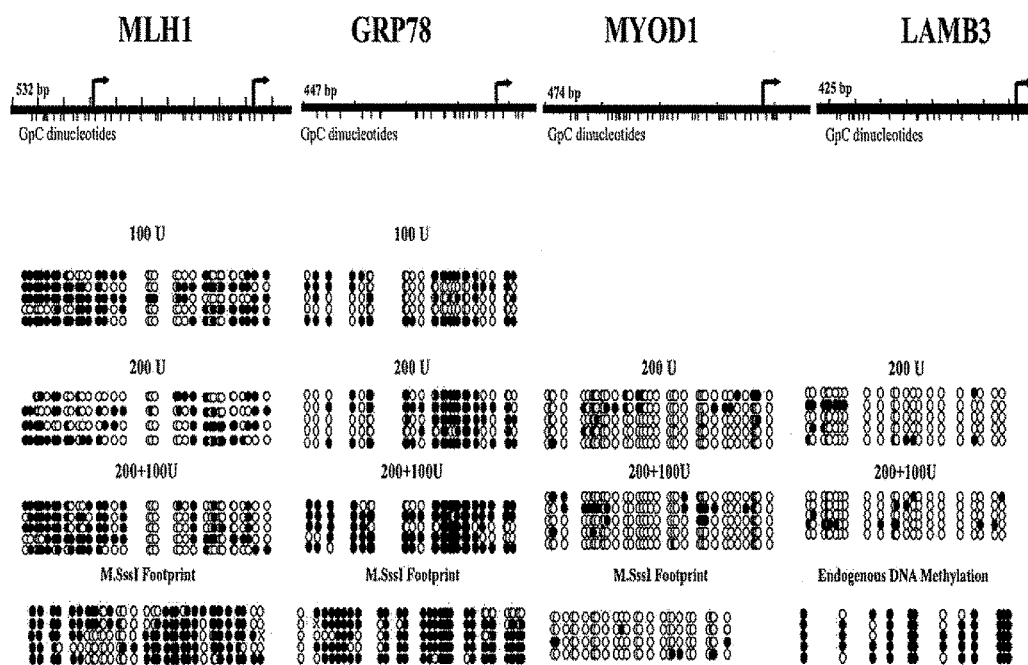 MLH1 GRP78 MYOD1 LAMB3
532 bp 447 bp 474 bp 425 bp
GpC dinucleotides GpC dinucleotides GpC dinucleotides GpC dinucleotides
100 U 100 U
200 U 200 U 200 U 200 U
200+100U 200+100U 200+100U 200+100U
M.SssI Footprint M.SssI Footprint M.SssI Footprint Endogenous DNA Methylation